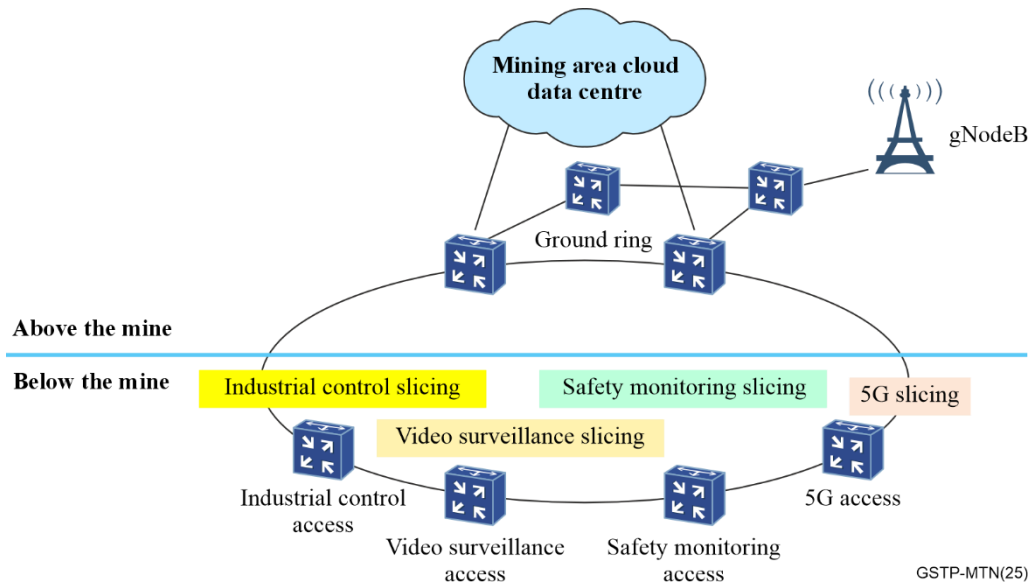 Mining area cloud
data centre
gNodeB
Ground ring
Above the mine
Below the mine
Industrial control slicing
Safety monitoring slicing
5G slicing
Video surveillance slicing
Industrial control
access
5G access
Video surveillance
access
Safety monitoring
access
GSTP-MTN(25)